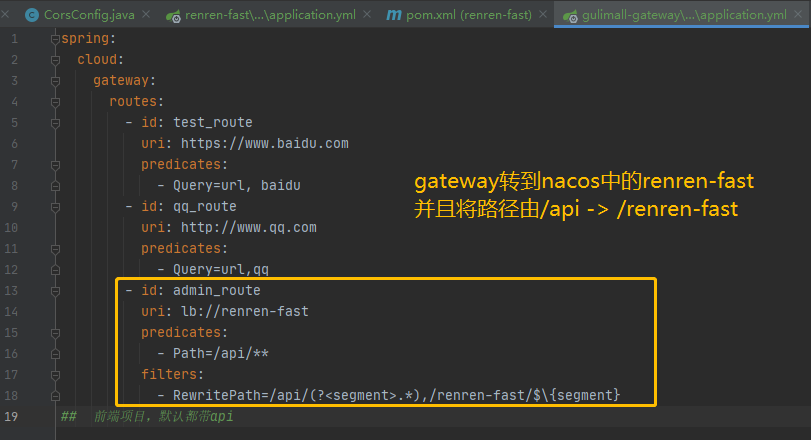 CorsConfig.java
renren-fast\...\application.yml
pom.xml (renren-fast)
gulimall-gateway\...\application.yml
1 spring:
2 cloud:
3 gateway:
4 routes:
5 - id: test_route
6 uri: https://www.baidu.com
7 predicates:
8 - Query=url, baidu
9 - id: qq_route
10 uri: http://www.qq.com
11 predicates:
12 - Query=url,qq
13 - id: admin_route
14 uri: lb://renren-fast
15 predicates:
16 - Path=/api/**
17 filters:
18 - RewritePath=/api/(?<segment>.*),/renren-fast/$\{segment}
19 ## 前端项目，默认都带api
gateway转到nacos中的renren-fast
并且将路径由/api -> /renren-fast